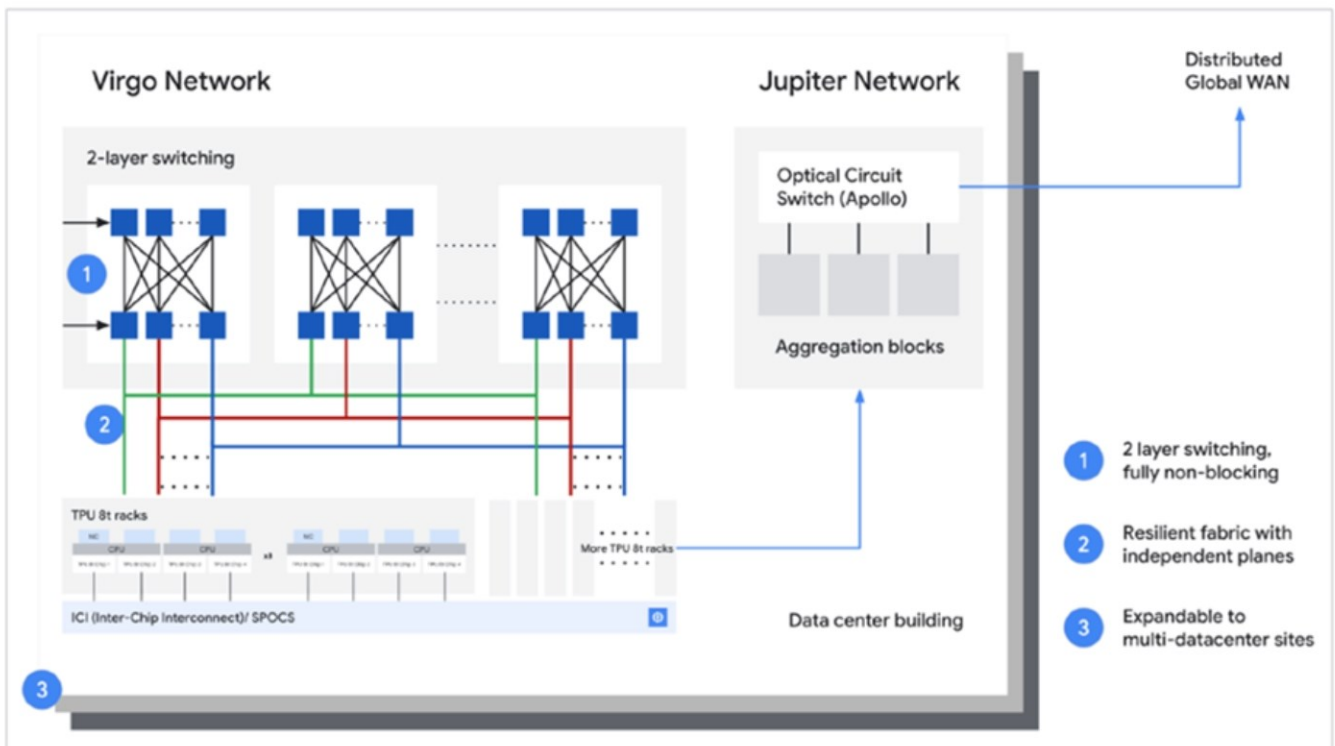 Virgo Network
Jupiter Network
Distributed
Global WAN
2-layer switching
Optical Circuit
Switch (Apollo)
1
Aggregation blocks
2
TPU 8t racks
NIC
CPU
CPU
x8
NIC
CPU
CPU
More TPU 8t racks
ICI (Inter-Chip Interconnect)/ SPOCS
Data center building
3
1
2 layer switching,
fully non-blocking
2
Resilient fabric with
independent planes
3
Expandable to
multi-datacenter sites